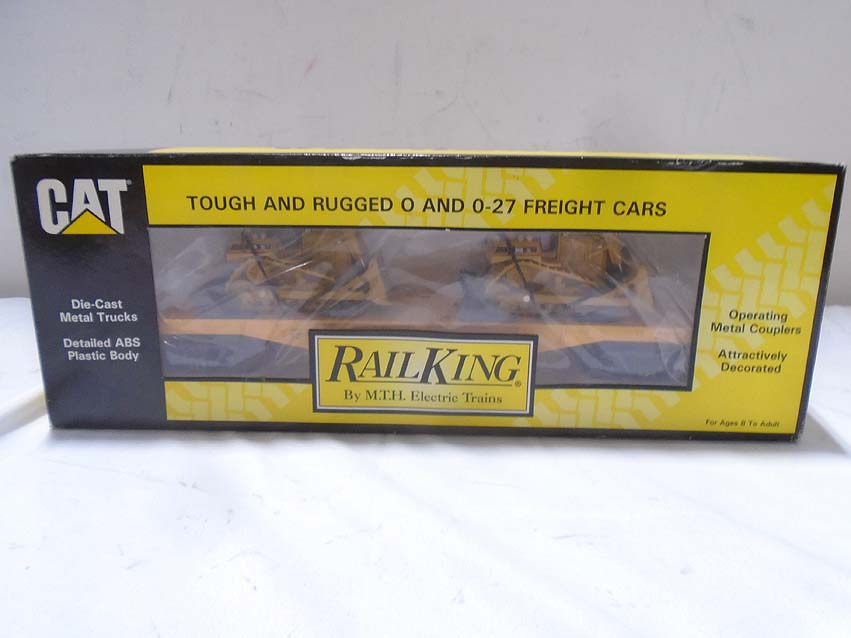 CAT
TOUGH AND RUGGED O AND O-27 FREIGHT CARS
Die-Cast
Metal Trucks
Detailed ABS
Plastic Body
Operating
Metal Couplers
Attractively
Decorated
RAILKING®
By M.T.H. Electric Trains
For Ages 8 To Adult